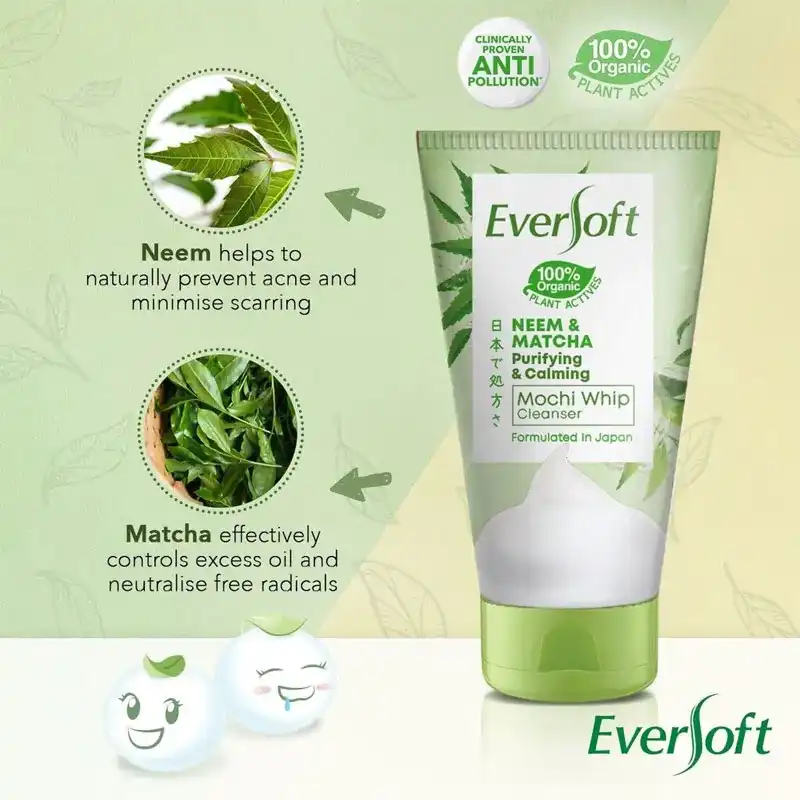 CLINICALLY
PROVEN
ANTI
POLLUTION*
100%
Organic
PLANT ACTIVES
Neem helps to
naturally prevent acne and
minimise scarring
Matcha effectively
controls excess oil and
neutralise free radicals
EverSoft
100%
Organic
PLANT ACTIVES
日本で処方さ
NEEM &
MATCHA
Purifying
& Calming
Mochi Whip
Cleanser
Formulated in Japan
EverSoft